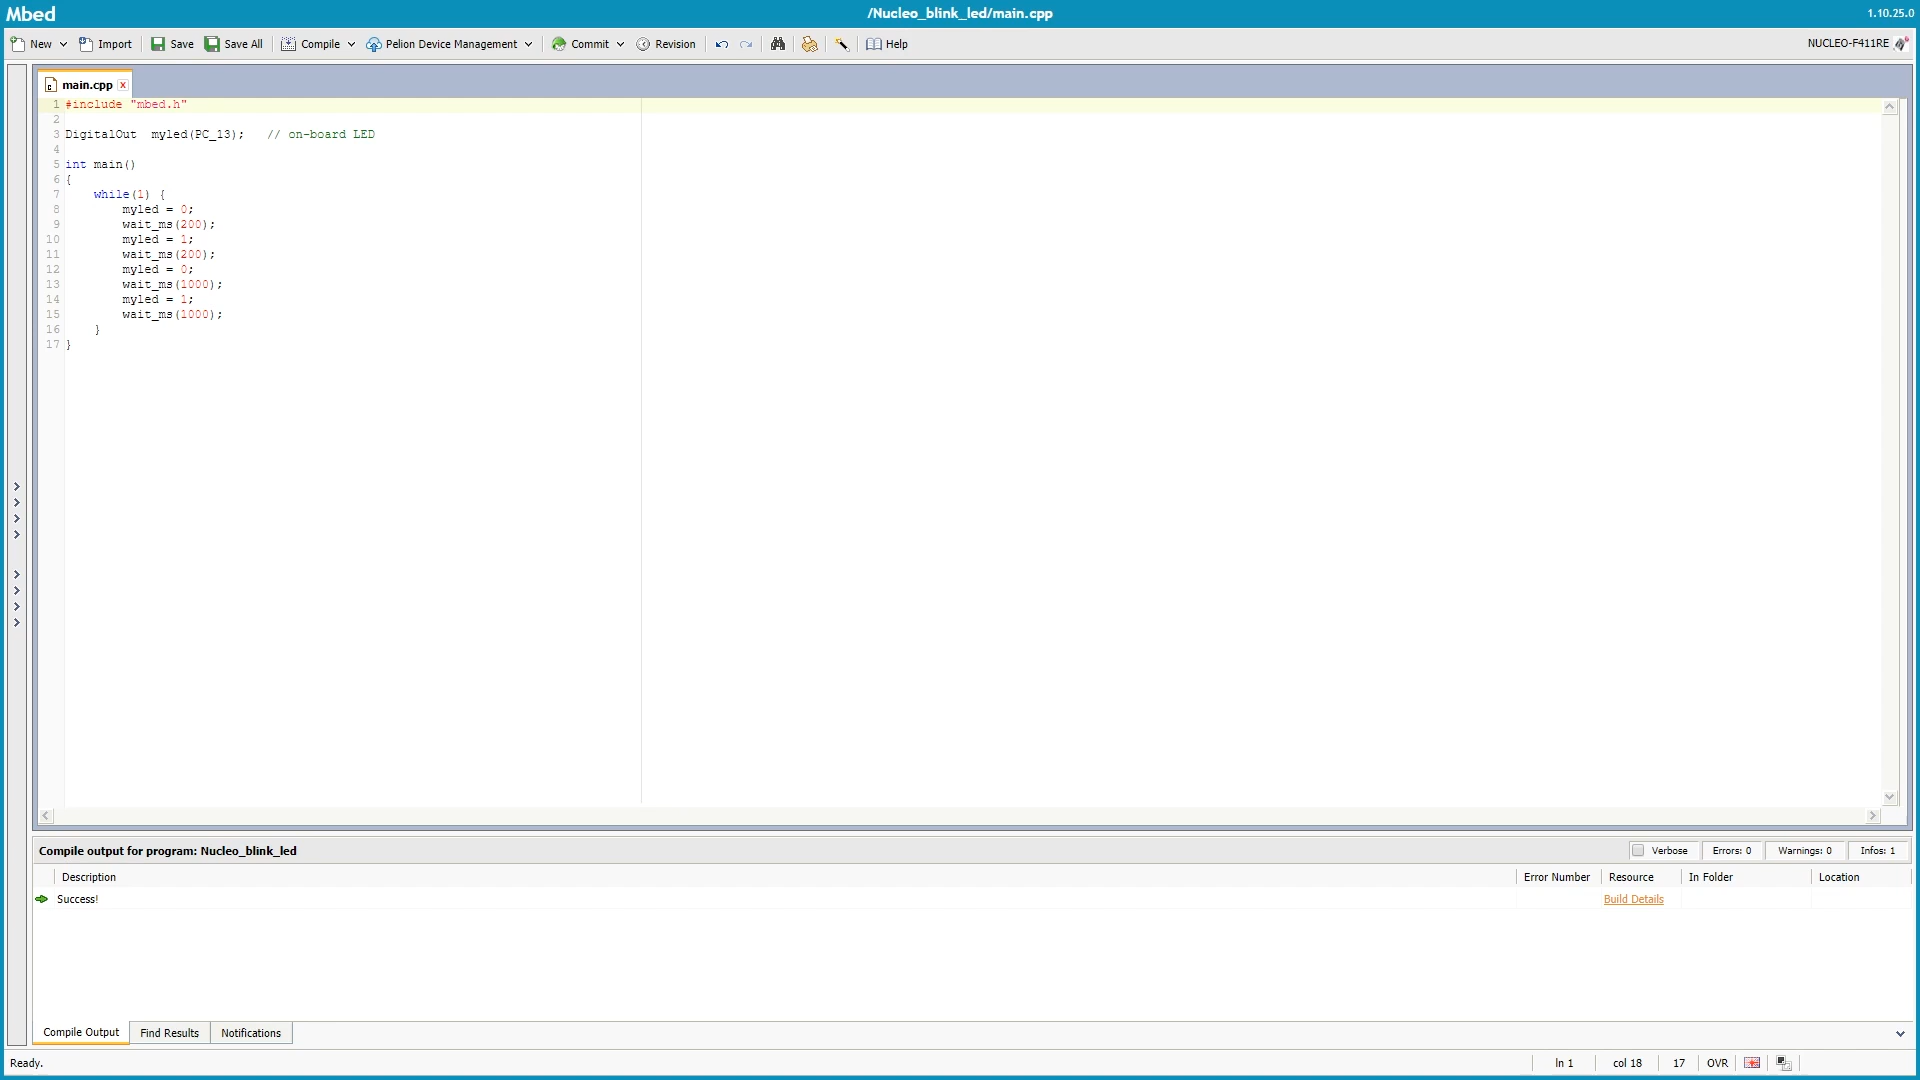 Mbed
/Nucleo_blink_led/main.cpp
1.10.25.0
New Import Save Save All Compile Pelion Device Management Commit Revision Help
NUCLEO-F411RE
main.cpp x
1 #include "mbed.h"
2
3 DigitalOut  myled(PC_13);   // on-board LED
4
5 int main()
6 {
7     while(1) {
8         myled = 0;
9         wait_ms(200);
10         myled = 1;
11         wait_ms(200);
12         myled = 0;
13         wait_ms(1000);
14         myled = 1;
15         wait_ms(1000);
16     }
17 }
Compile output for program: Nucleo_blink_led
Verbose Errors: 0 Warnings: 0 Infos: 1
Description Error Number Resource In Folder Location
Success! Build Details
Compile Output Find Results Notifications
Ready.
ln 1 col 18 17 OVR